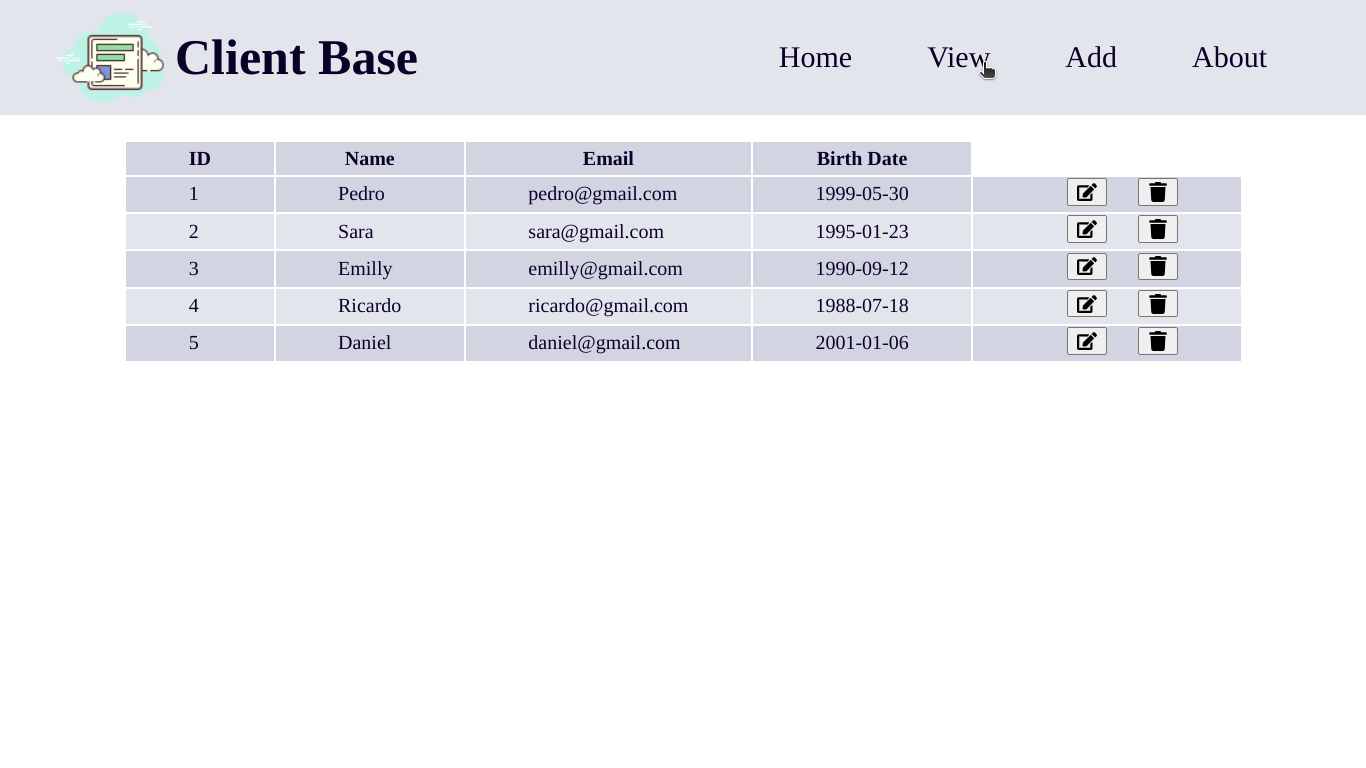 Client Base
Home View Add About
ID Name Email Birth Date
1 Pedro pedro@gmail.com 1999-05-30
2 Sara sara@gmail.com 1995-01-23
3 Emilly emilly@gmail.com 1990-09-12
4 Ricardo ricardo@gmail.com 1988-07-18
5 Daniel daniel@gmail.com 2001-01-06